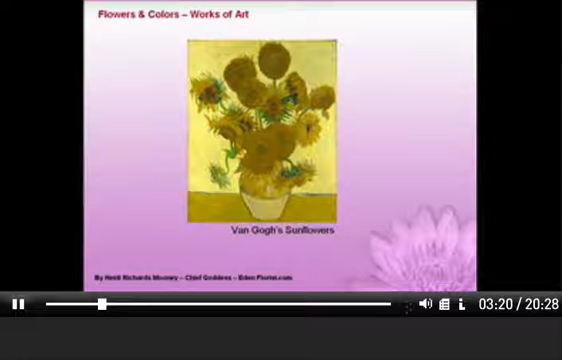 Flowers & Colors – Works of Art
Van Gogh's Sunflowers
By Heidi Richards Mooney – Chief Goddess – Eden Florist.com
03:20 / 20:28